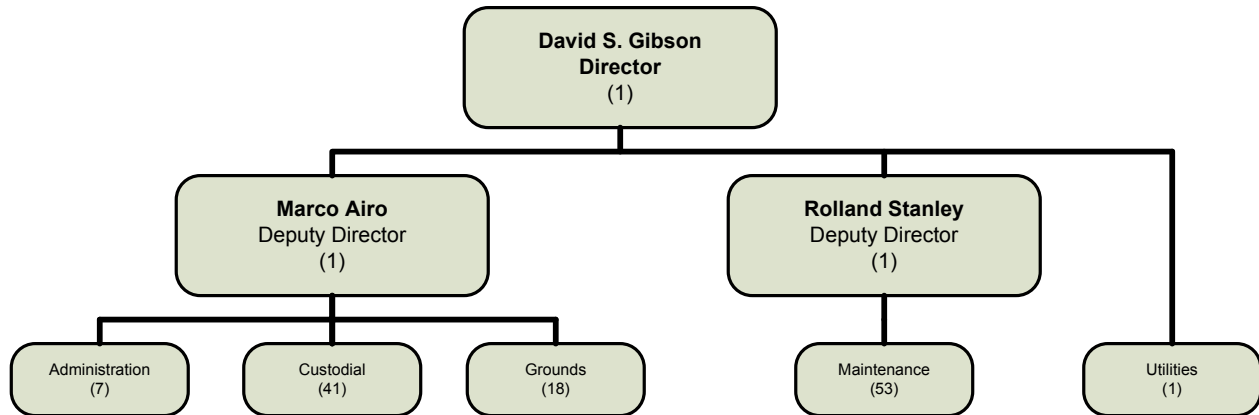 David S. Gibson
Director
(1)
Marco Airo
Deputy Director
(1)
Rolland Stanley
Deputy Director
(1)
Administration
(7)
Custodial
(41)
Grounds
(18)
Maintenance
(53)
Utilities
(1)